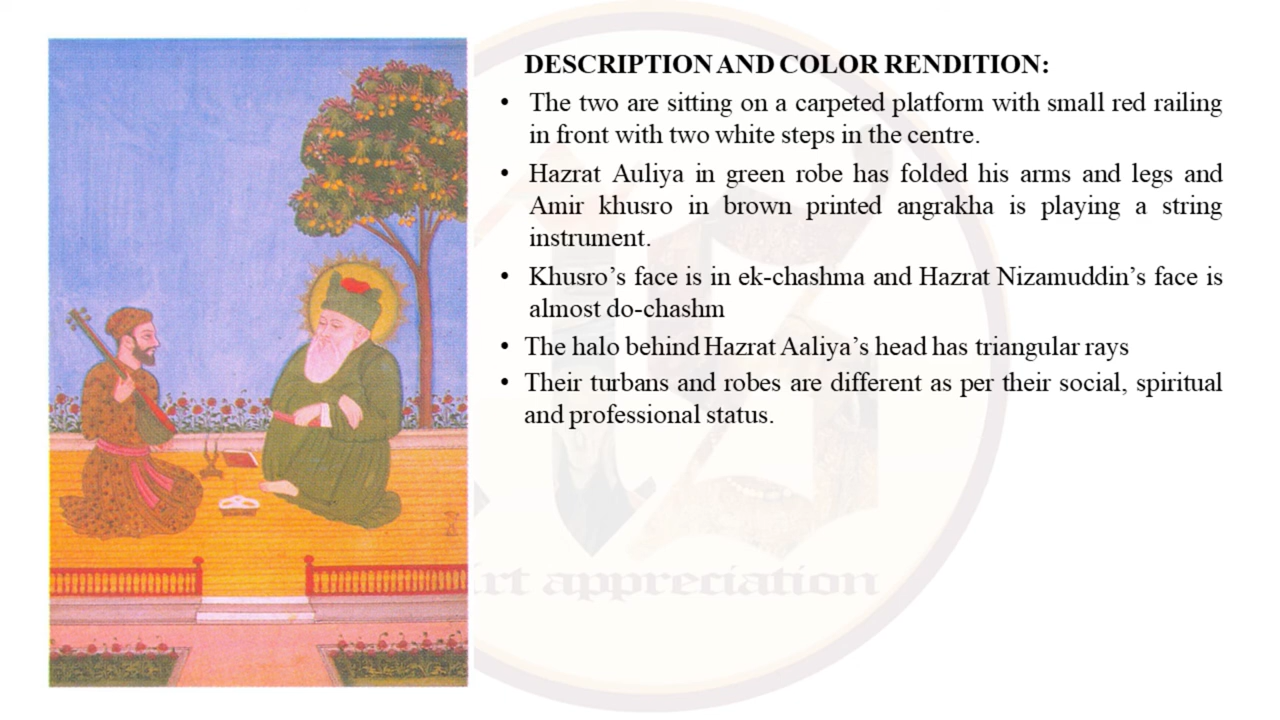 DESCRIPTION AND COLOR RENDITION:
• The two are sitting on a carpeted platform with small red railing
in front with two white steps in the centre.
• Hazrat Auliya in green robe has folded his arms and legs and
Amir khusro in brown printed angrakha is playing a string
instrument.
• Khusro’s face is in ek-chashma and Hazrat Nizamuddin’s face is
almost do-chashm
• The halo behind Hazrat Aaliya’s head has triangular rays
• Their turbans and robes are different as per their social, spiritual
and professional status.
Art appreciation